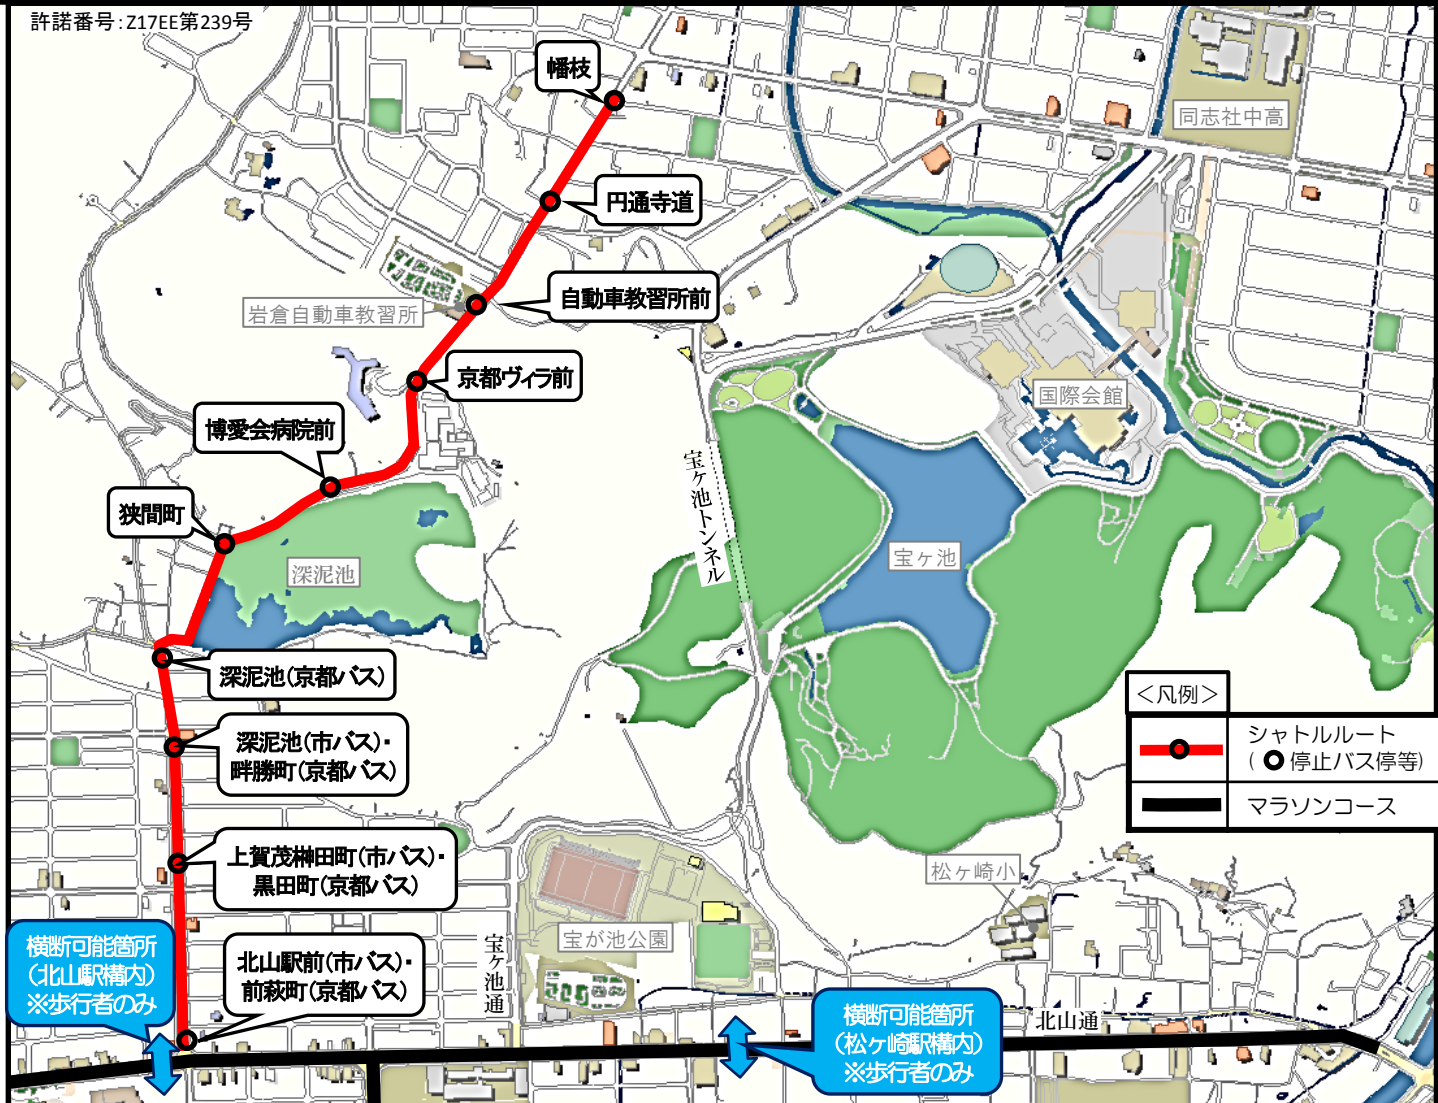 許諾番号:Z17EE第239号
幡枝
同志社中高
円通寺道
自動車教習所前
岩倉自動車教習所
京都ヴィラ前
国際会館
博愛会病院前
宝ヶ池トンネル
狭間町
宝ヶ池
深泥池
深泥池(京都バス)
<凡例>
シャトルルート
(停止バス停等)
マラソンコース
深泥池(市バス)・
畔勝町(京都バス)
上賀茂榊田町(市バス)・
黒田町(京都バス)
松ヶ崎小
横断可能箇所
(北山駅構内)
※歩行者のみ
北山駅前(市バス)・
前萩町(京都バス)
宝ヶ池通
宝が池公園
横断可能箇所
(松ヶ崎駅構内)
※歩行者のみ
北山通